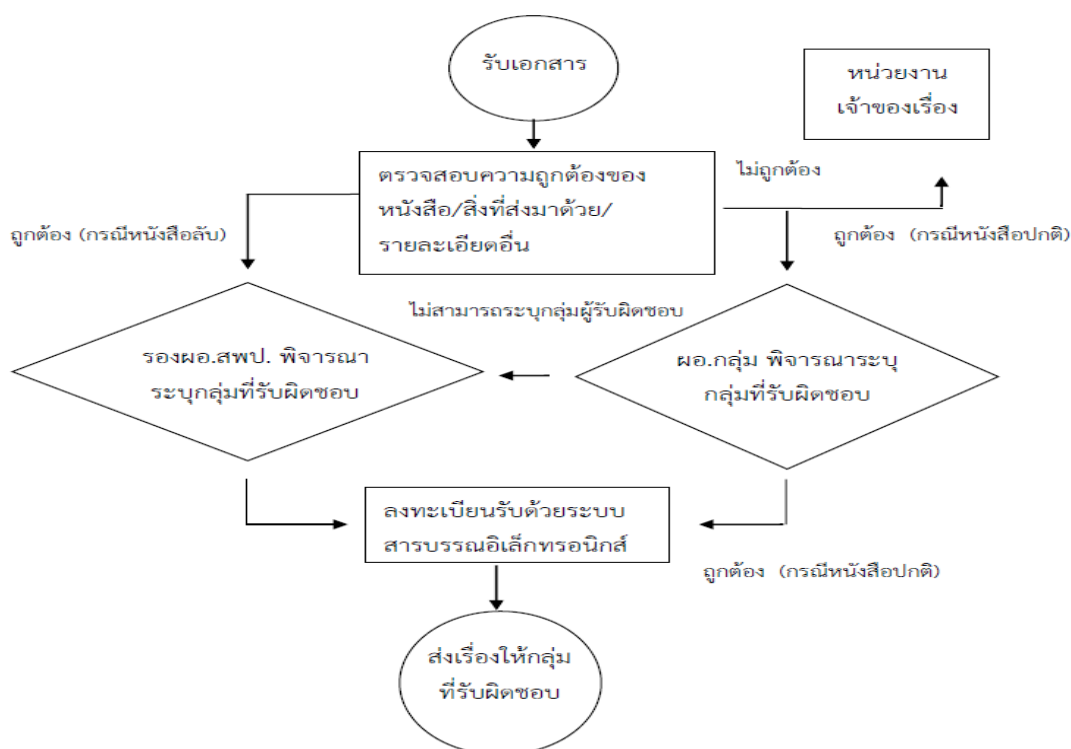 รับเอกสาร
หน่วยงาน
เจ้าของเรื่อง
ตรวจสอบความถูกต้องของ
หนังสือ/สิ่งที่ส่งมาด้วย/
รายละเอียดอื่น
ไม่ถูกต้อง
ถูกต้อง (กรณีหนังสือลับ)
ถูกต้อง (กรณีหนังสือปกติ)
ไม่สามารถระบุกลุ่มผู้รับผิดชอบ
รองผอ.สพป. พิจารณา
ระบุกลุ่มที่รับผิดชอบ
ผอ.กลุ่ม พิจารณาระบุ
กลุ่มที่รับผิดชอบ
ลงทะเบียนรับด้วยระบบ
สารบรรณอิเล็กทรอนิกส์
ถูกต้อง (กรณีหนังสือปกติ)
ส่งเรื่องให้กลุ่ม
ที่รับผิดชอบ